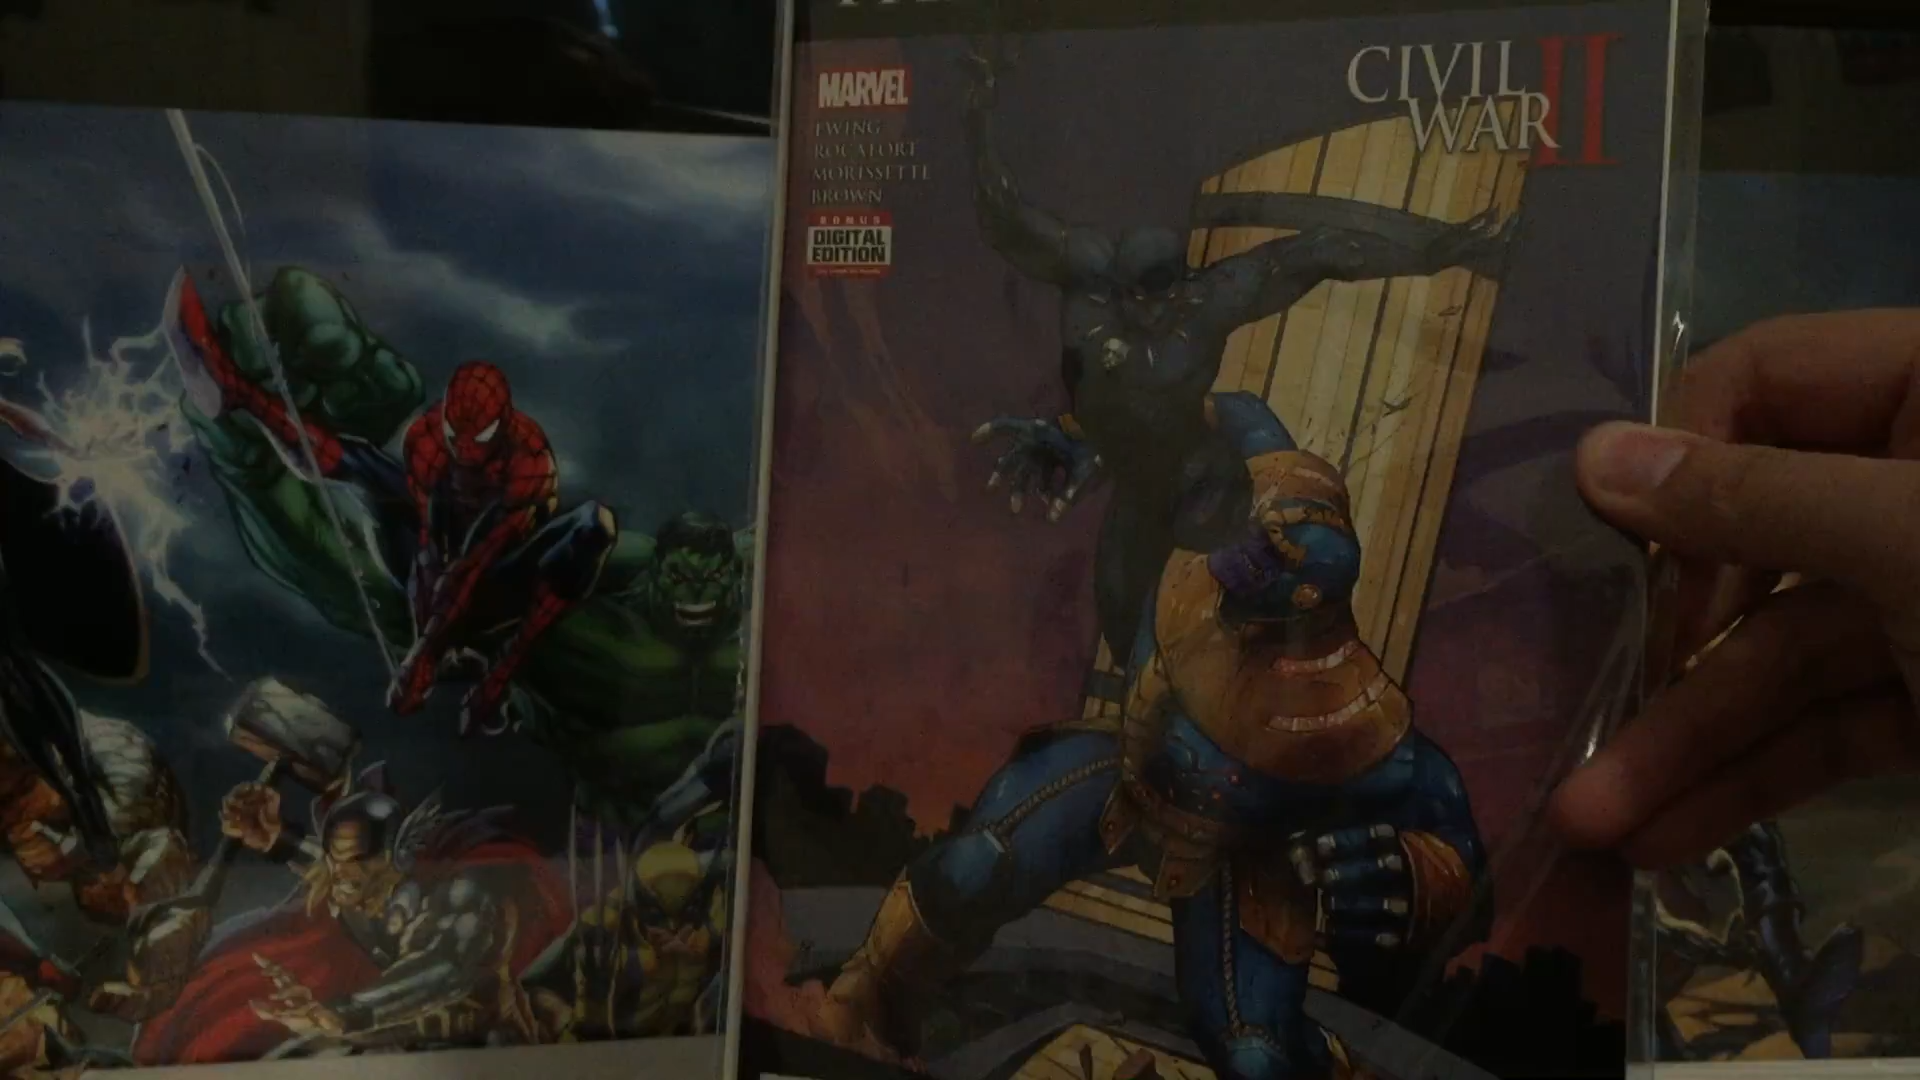 MARVEL
EWING
ROCAFORT
MORISSETTE
BROWN
BONUS
DIGITAL
EDITION
CIVIL
WAR II